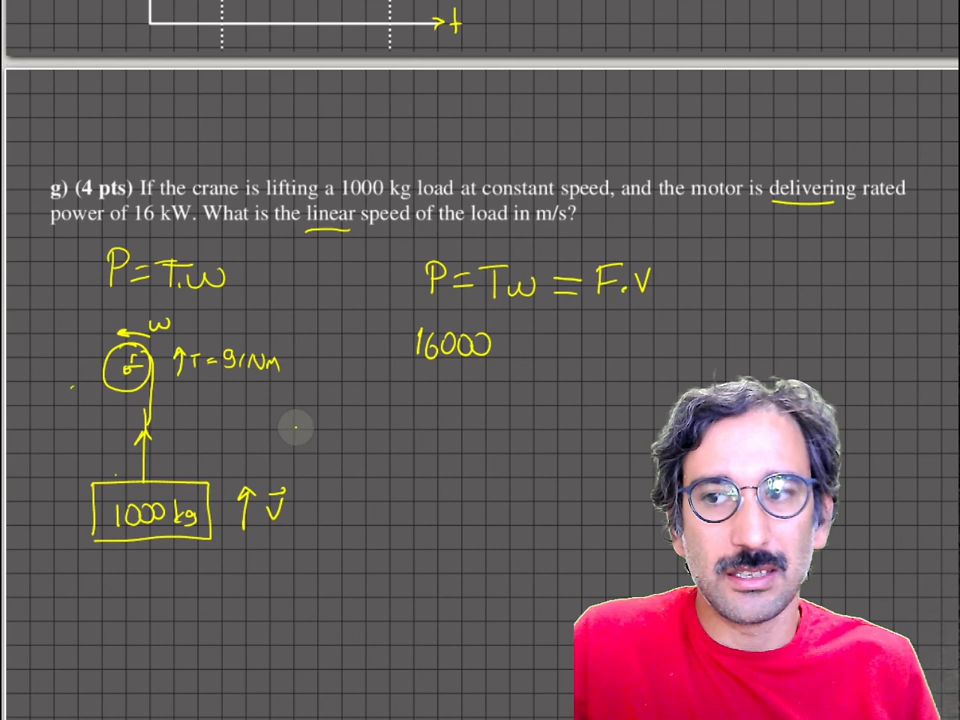 t
g) (4 pts) If the crane is lifting a 1000 kg load at constant speed, and the motor is delivering rated
power of 16 kW. What is the linear speed of the load in m/s?
P = T.ω
P = Tω = F.v
16000
ω
r
T = 91 Nm
1000 kg
v⃗